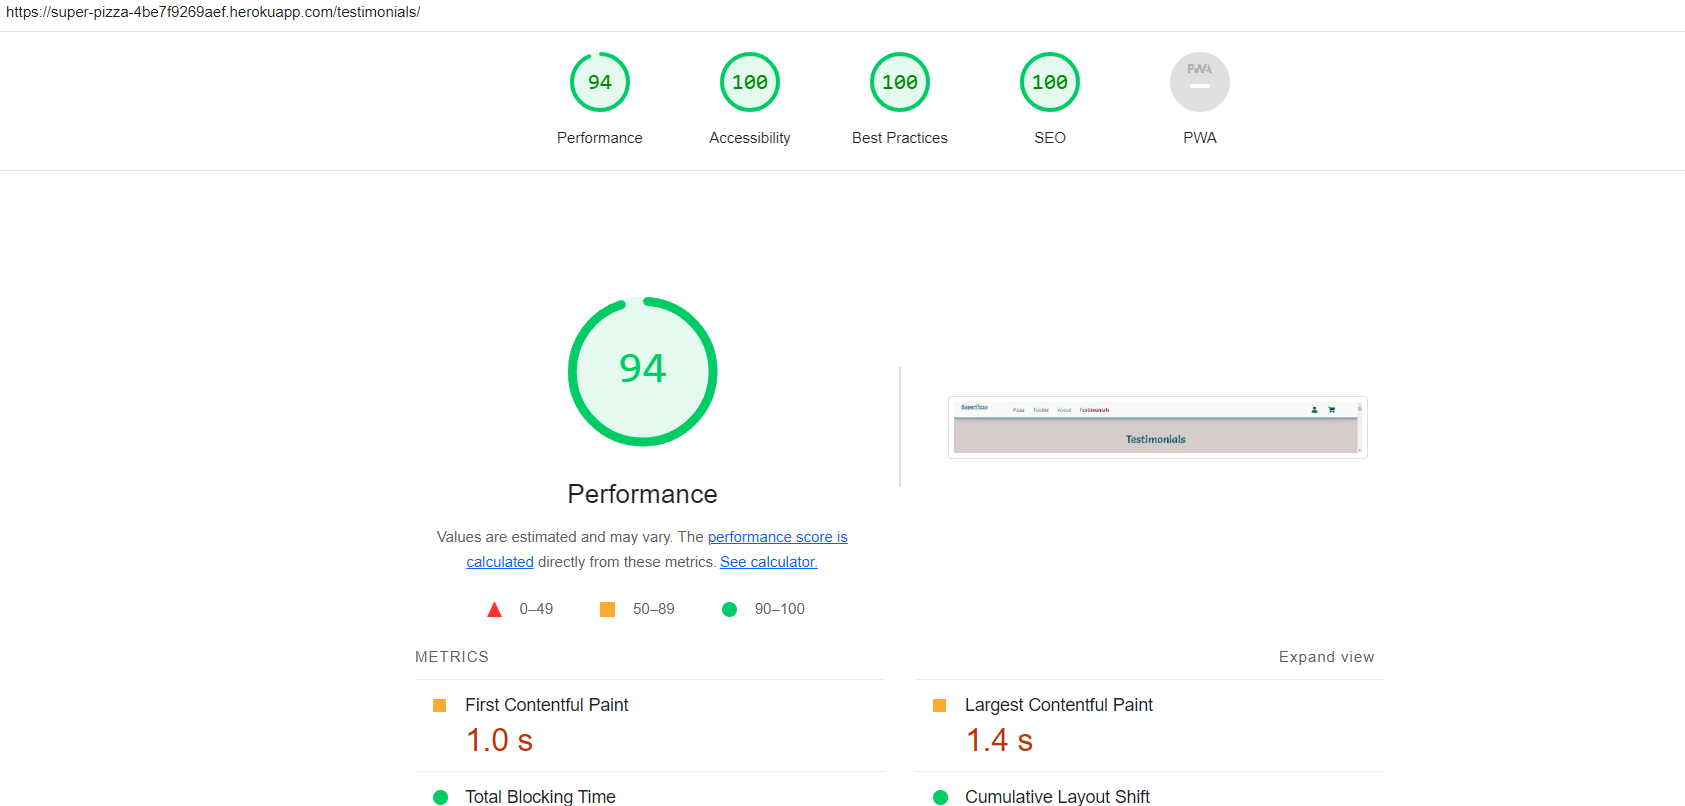 https://super-pizza-4be7f9269aef.herokuapp.com/testimonials/
94
100
100
100
PWA
Performance
Accessibility
Best Practices
SEO
PWA
94
Performance
Values are estimated and may vary. The performance score is
calculated directly from these metrics. See calculator.
0–49
50–89
90–100
SuperPizza
Pizza
Tracker
About
Testimonials
Testimonials
METRICS
Expand view
First Contentful Paint
1.0 s
Largest Contentful Paint
1.4 s
Total Blocking Time
Cumulative Layout Shift